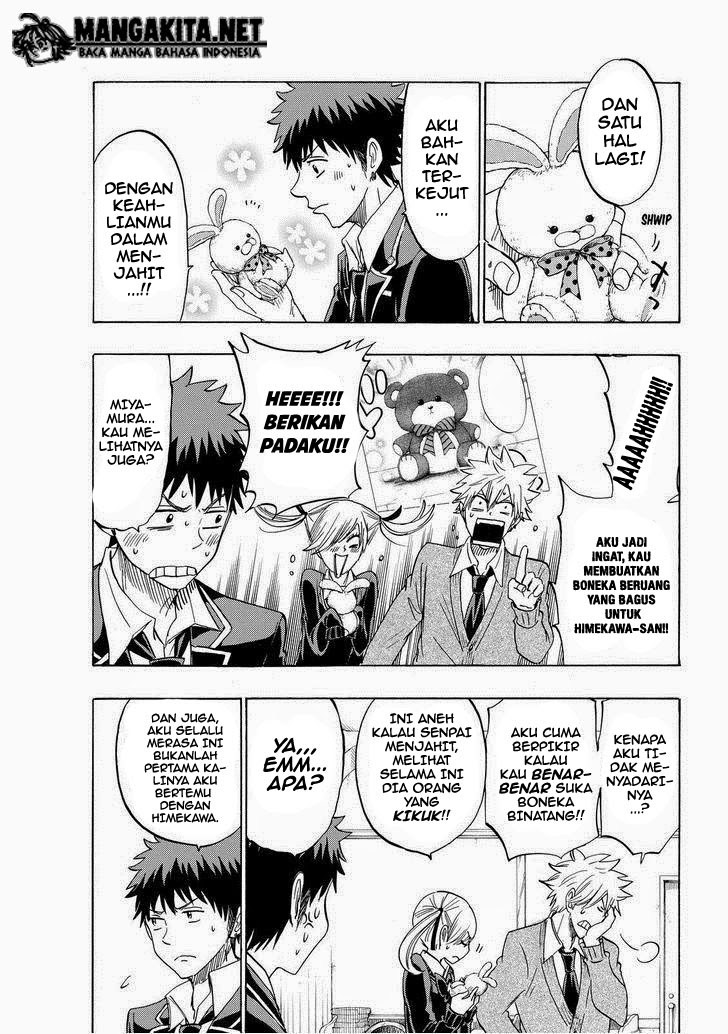 MANGAKITA.NET
BACA MANGA BAHASA INDONESIA
DAN
SATU
HAL
LAGI!
SHWIP
AKU
BAH-
KAN
TER-
KEJUT
...
DENGAN
KEAH-
LIANMU
DALAM
MEN-
JAHIT
...!!
AAAAAHHHHH!!
AKU JADI
INGAT, KAU
MEMBUATKAN
BONEKA BERUANG
YANG BAGUS
UNTUK
HIMEKAWA-SAN!!
HEEEE!!!
BERIKAN
PADAKU!!
MIYA-
MURA...
KAU ME-
LIHATNYA
JUGA?
KENAPA
AKU TI-
DAK ME-
NYADARI-
NYA
...?
AKU CUMA
BERPIKIR
KALAU
KAU BENAR-
BENAR SUKA
BONEKA
BINATANG!!
INI ANEH
KALAU SENPAI
MENJAHIT,
MELIHAT
SELAMA INI
DIA ORANG
YANG
KIKUK!!
YA,,,
EMM...
APA?
DAN JUGA,
AKU SELALU
MERASA INI
BUKANLAH
PERTAMA KA-
LINYA AKU
BERTEMU
DENGAN
HIMEKAWA.